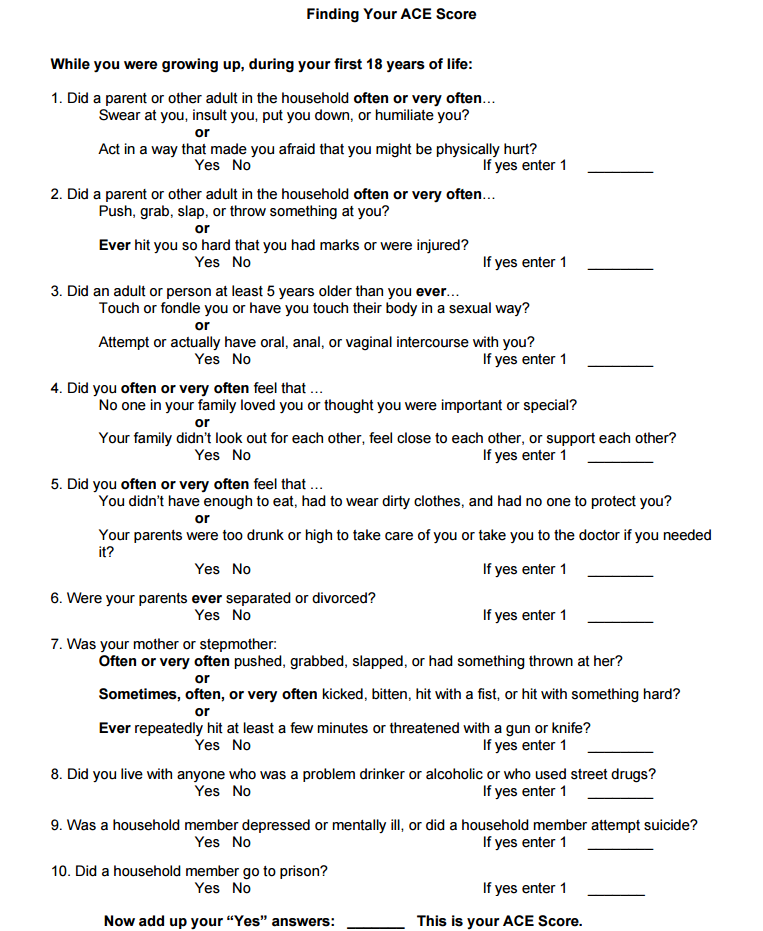 Finding Your ACE Score
While you were growing up, during your first 18 years of life:
1. Did a parent or other adult in the household often or very often…
Swear at you, insult you, put you down, or humiliate you?
or
Act in a way that made you afraid that you might be physically hurt?
Yes No If yes enter 1 ________
2. Did a parent or other adult in the household often or very often…
Push, grab, slap, or throw something at you?
or
Ever hit you so hard that you had marks or were injured?
Yes No If yes enter 1 ________
3. Did an adult or person at least 5 years older than you ever…
Touch or fondle you or have you touch their body in a sexual way?
or
Attempt or actually have oral, anal, or vaginal intercourse with you?
Yes No If yes enter 1 ________
4. Did you often or very often feel that …
No one in your family loved you or thought you were important or special?
or
Your family didn’t look out for each other, feel close to each other, or support each other?
Yes No If yes enter 1 ________
5. Did you often or very often feel that …
You didn’t have enough to eat, had to wear dirty clothes, and had no one to protect you?
or
Your parents were too drunk or high to take care of you or take you to the doctor if you needed
it?
Yes No If yes enter 1 ________
6. Were your parents ever separated or divorced?
Yes No If yes enter 1 ________
7. Was your mother or stepmother:
Often or very often pushed, grabbed, slapped, or had something thrown at her?
or
Sometimes, often, or very often kicked, bitten, hit with a fist, or hit with something hard?
or
Ever repeatedly hit at least a few minutes or threatened with a gun or knife?
Yes No If yes enter 1 ________
8. Did you live with anyone who was a problem drinker or alcoholic or who used street drugs?
Yes No If yes enter 1 ________
9. Was a household member depressed or mentally ill, or did a household member attempt suicide?
Yes No If yes enter 1 ________
10. Did a household member go to prison?
Yes No If yes enter 1 _______
Now add up your “Yes” answers: _______ This is your ACE Score.